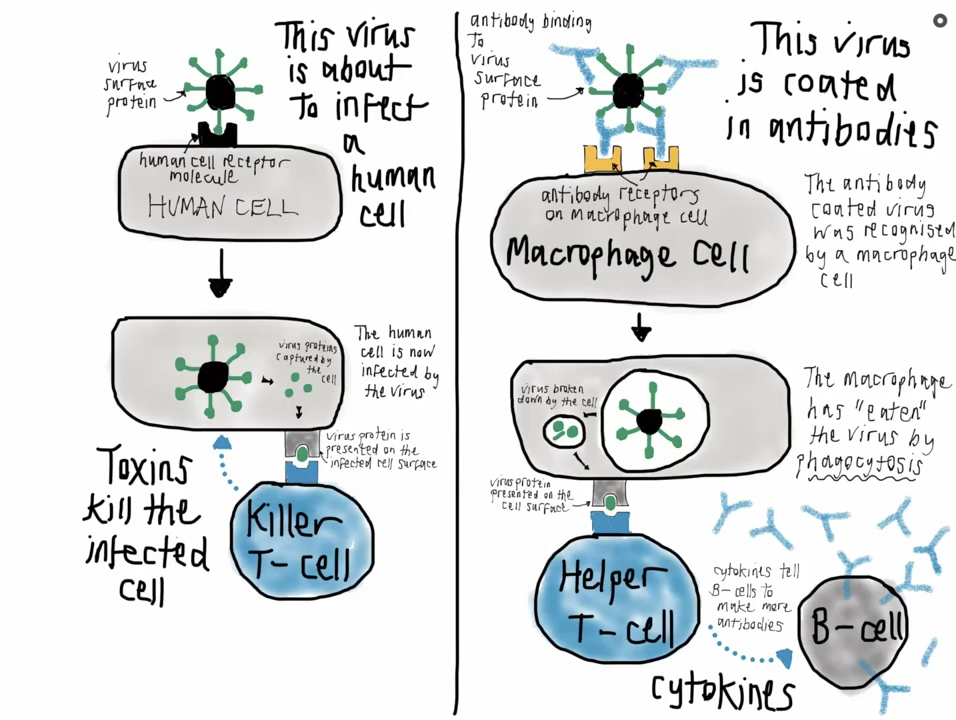 This virus
is about
to infect
a
human
cell
virus
surface
protein
human cell receptor
molecule
HUMAN CELL
The human
cell is now
infected by
the virus
virus proteins
captured by
the
cell
virus protein is
presented on the
infected cell surface
Toxins
kill the
infected
cell
Killer
T-cell
antibody binding
to
virus
surface
protein
This virus
is coated
in antibodies
antibody receptors
on macrophage cell
Macrophage Cell
The antibody
coated virus
was recognised
by a macrophage
cell
virus broken
down by the cell
The macrophage
has "eaten"
the virus by
phagocytosis
virus protein
presented on the
cell surface
Helper
T-cell
cytokines tell
B-cells to
make more
antibodies
B-cell
cytokines